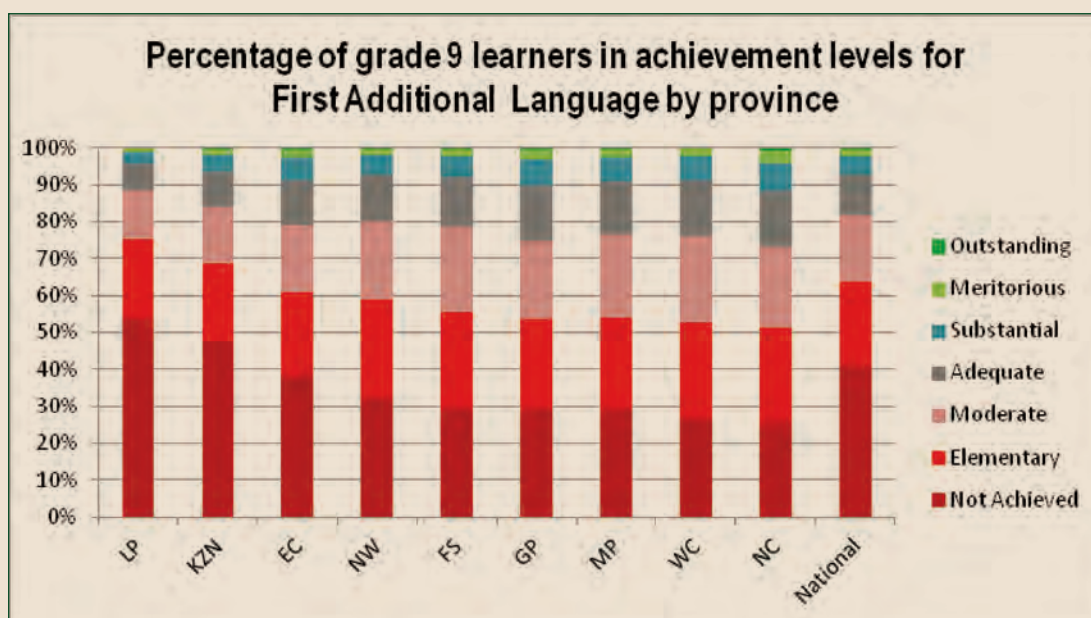 Percentage of grade 9 learners in achievement levels for
First Additional Language by province
100%
90%
80%
70%
60%
50%
40%
30%
20%
10%
0%
LP
KZN
EC
NW
FS
GP
MP
WC
NC
National
Outstanding
Meritorious
Substantial
Adequate
Moderate
Elementary
Not Achieved